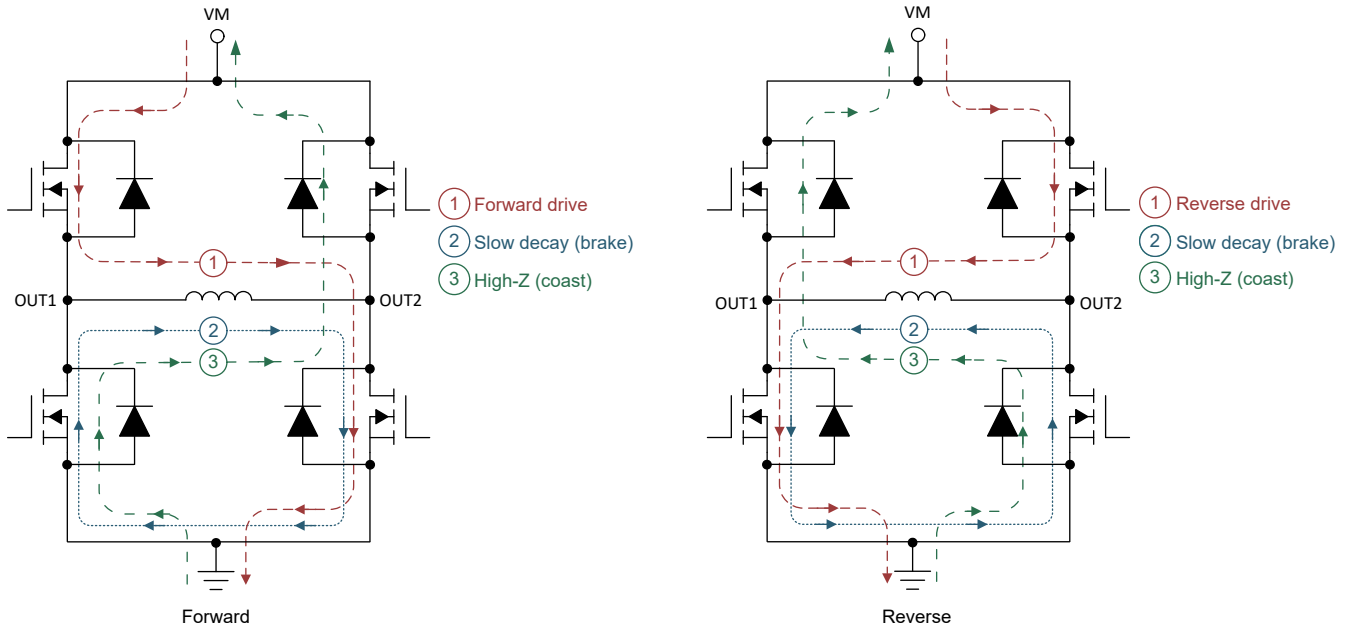 VM
1 Forward drive
2 Slow decay (brake)
3 High-Z (coast)
1
OUT1
OUT2
2
3
Forward
VM
1 Reverse drive
2 Slow decay (brake)
3 High-Z (coast)
1
OUT1
OUT2
2
3
Reverse